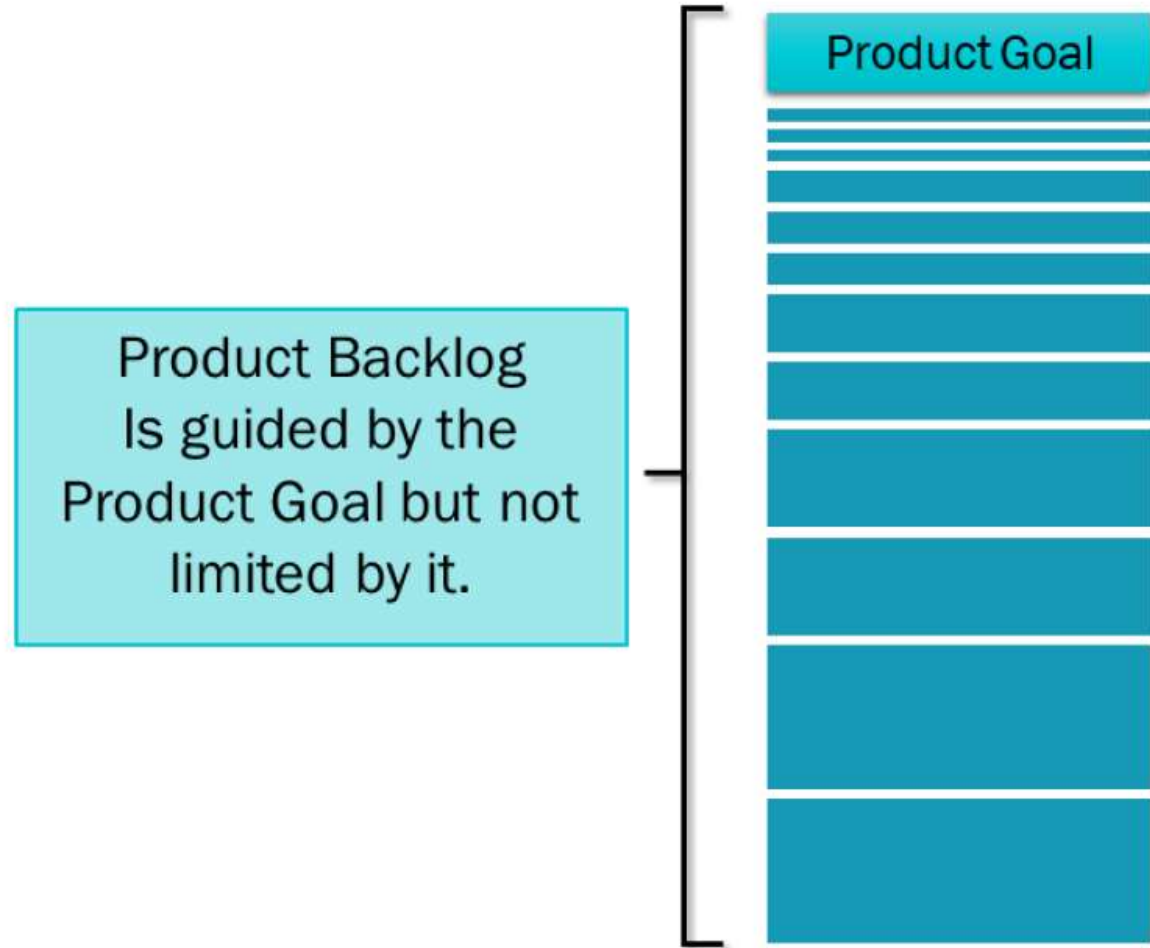 Product Goal
Product Backlog
Is guided by the
Product Goal but not
limited by it.